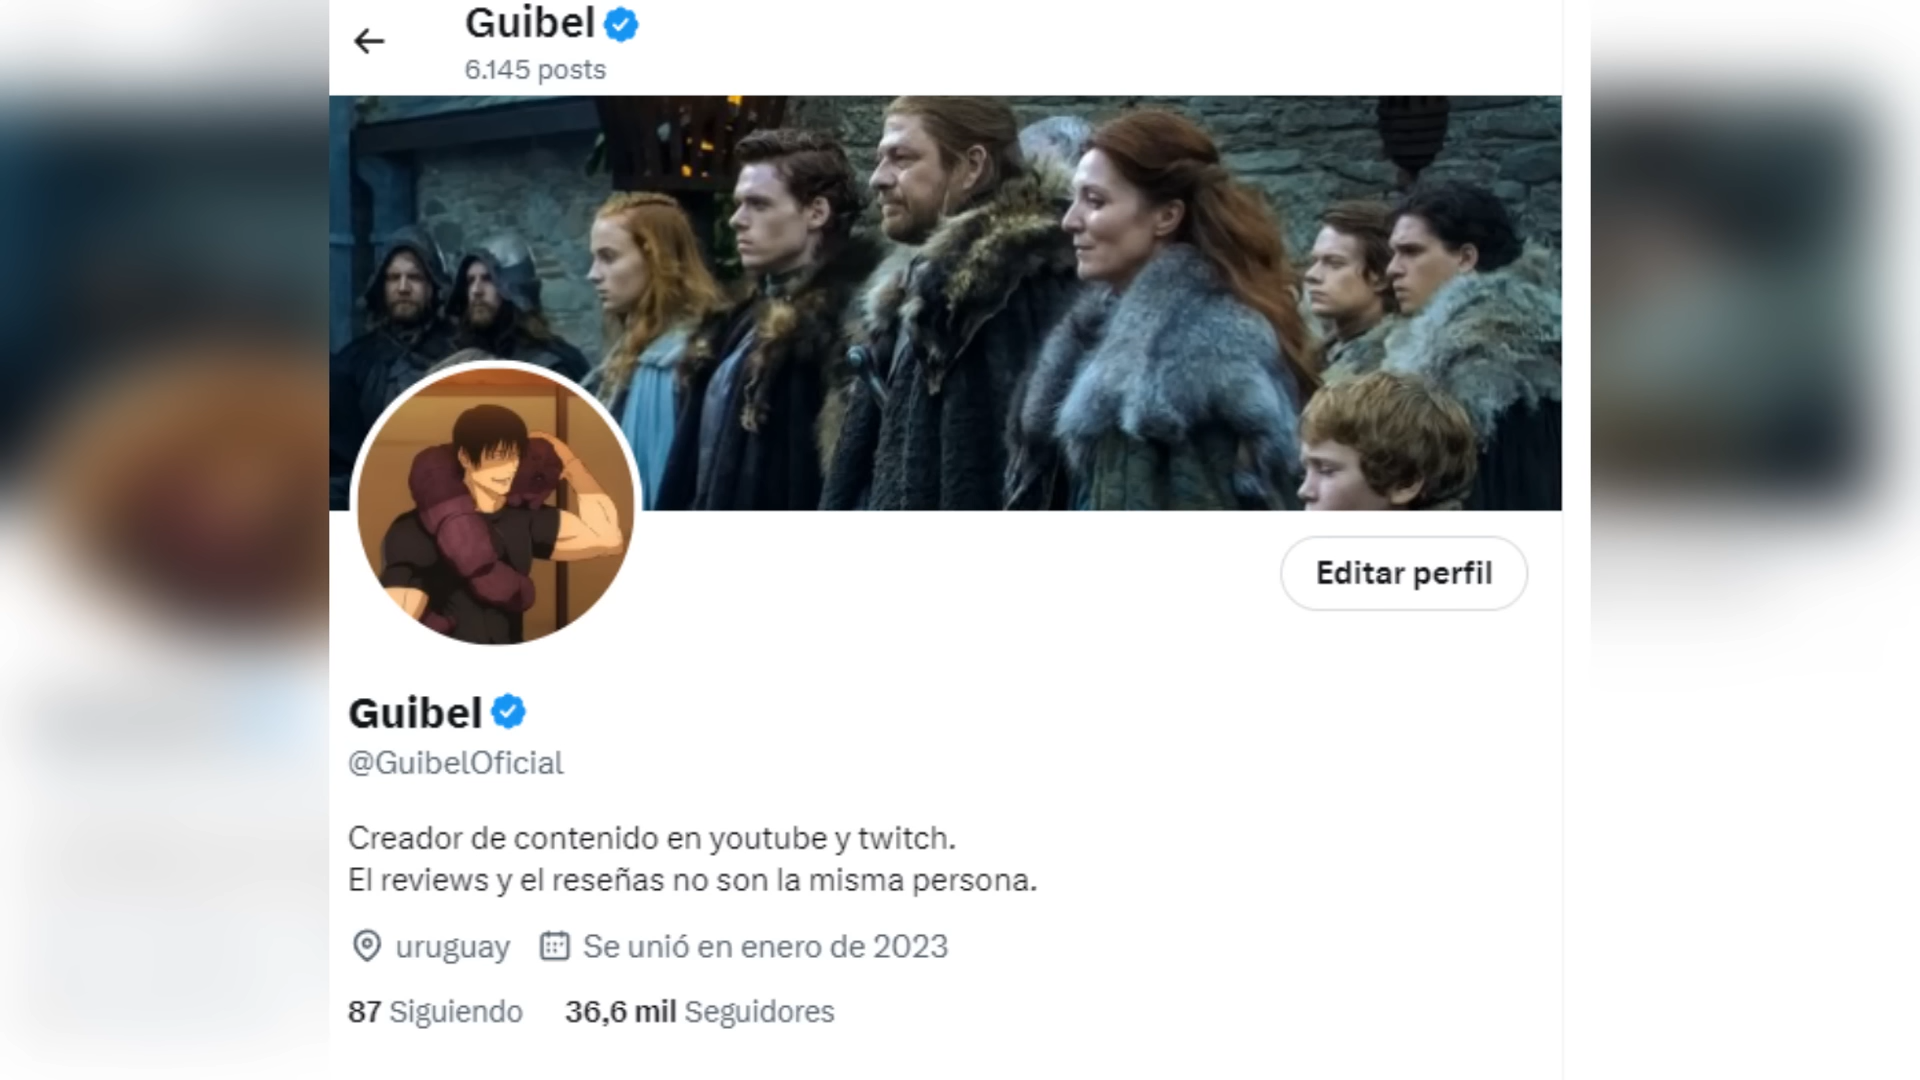 Guibel
6.145 posts
Editar perfil
Guibel
@GuibelOficial
Creador de contenido en youtube y twitch.
El reviews y el reseñas no son la misma persona.
uruguay Se unió en enero de 2023
87 Siguiendo 36,6 mil Seguidores